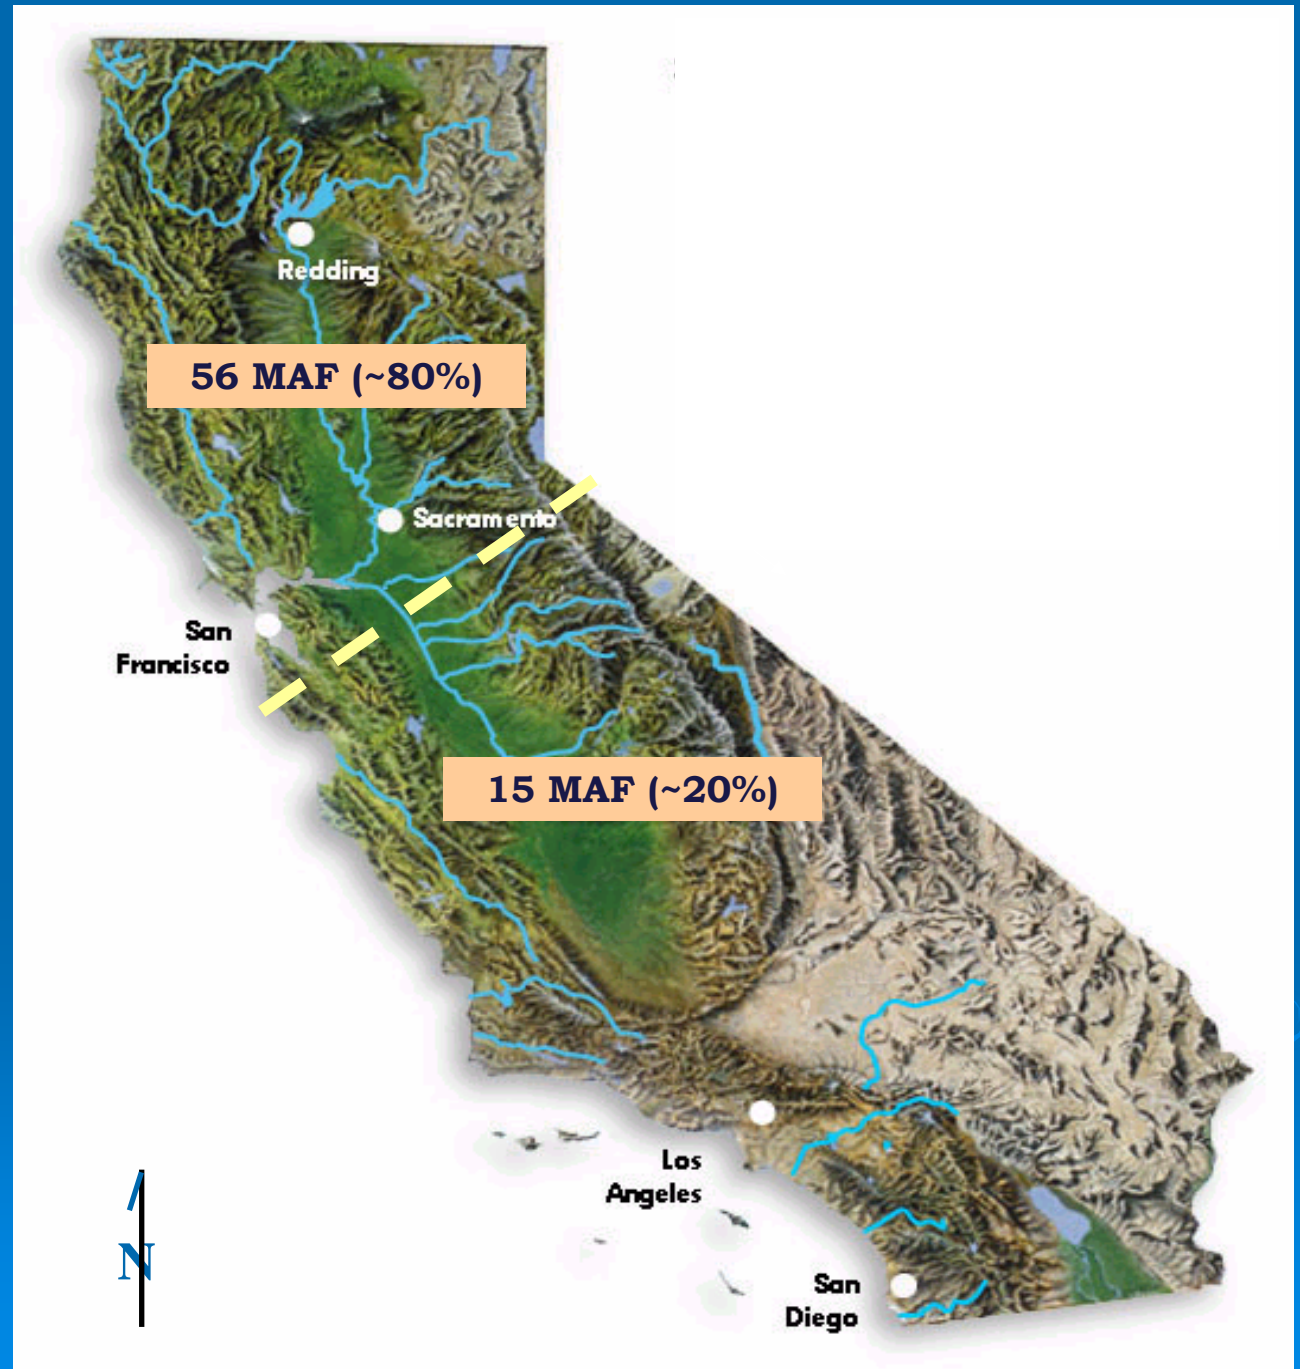 Redding
56 MAF (~80%)
Sacramento
San
Francisco
15 MAF (~20%)
Los
Angeles
San
Diego
N